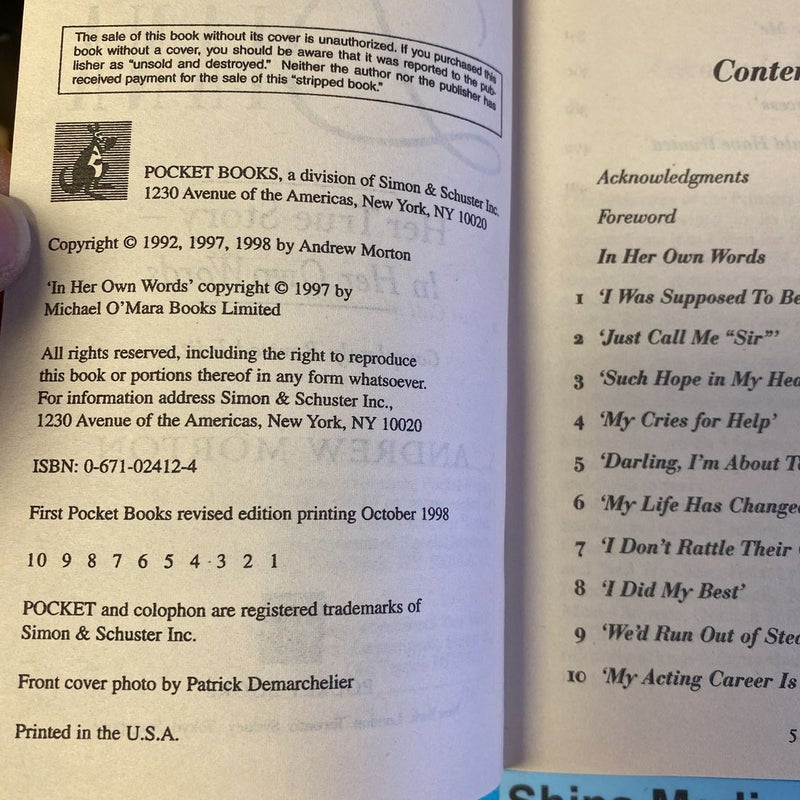 The sale of this book without its cover is unauthorized. If you purchased this
book without a cover, you should be aware that it was reported to the pub-
lisher as “unsold and destroyed.” Neither the author nor the publisher has
received payment for the sale of this “stripped book.”
POCKET BOOKS, a division of Simon & Schuster Inc.
1230 Avenue of the Americas, New York, NY 10020
Copyright © 1992, 1997, 1998 by Andrew Morton
‘In Her Own Words’ copyright © 1997 by
Michael O’Mara Books Limited
All rights reserved, including the right to reproduce
this book or portions thereof in any form whatsoever.
For information address Simon & Schuster Inc.,
1230 Avenue of the Americas, New York, NY 10020
ISBN: 0-671-02412-4
First Pocket Books revised edition printing October 1998
10 9 8 7 6 5 4 3 2 1
POCKET and colophon are registered trademarks of
Simon & Schuster Inc.
Front cover photo by Patrick Demarchelier
Printed in the U.S.A.
Conten
Acknowledgments
Foreword
In Her Own Words
1 ‘I Was Supposed To Be
2 ‘Just Call Me “Sir”’
3 ‘Such Hope in My Hea
4 ‘My Cries for Help’
5 ‘Darling, I’m About T
6 ‘My Life Has Change
7 ‘I Don’t Rattle Their
8 ‘I Did My Best’
9 ‘We’d Run Out of Stea
10 ‘My Acting Career Is
5